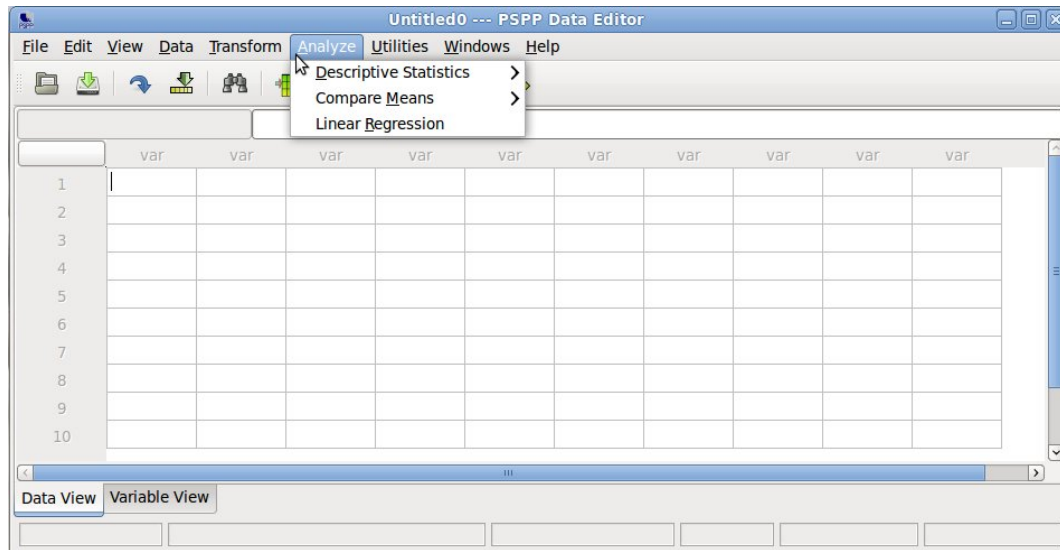 Untitled0 --- PSPP Data Editor
File Edit View Data Transform Analyze Utilities Windows Help
Descriptive Statistics
Compare Means
Linear Regression
var var var var var var var var var var
1
2
3
4
5
6
7
8
9
10
Data View Variable View